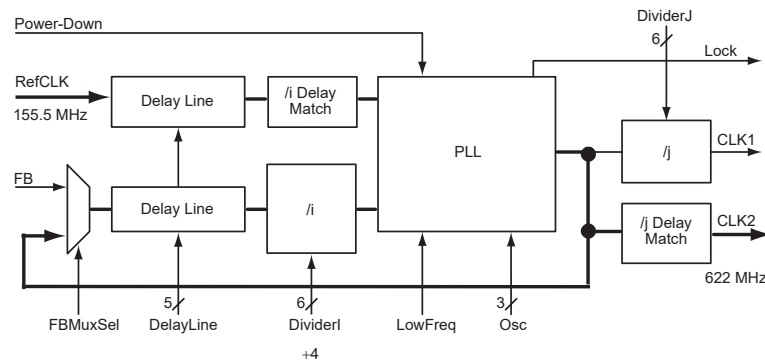 Power-Down
DividerJ
6
Lock
RefCLK
155.5 MHz
Delay Line
/i Delay
Match
PLL
/j
CLK1
FB
Delay Line
/i
/j Delay
Match
CLK2
622 MHz
5
6
3
FBMuxSel
DelayLine
DividerI
LowFreq
Osc
+4